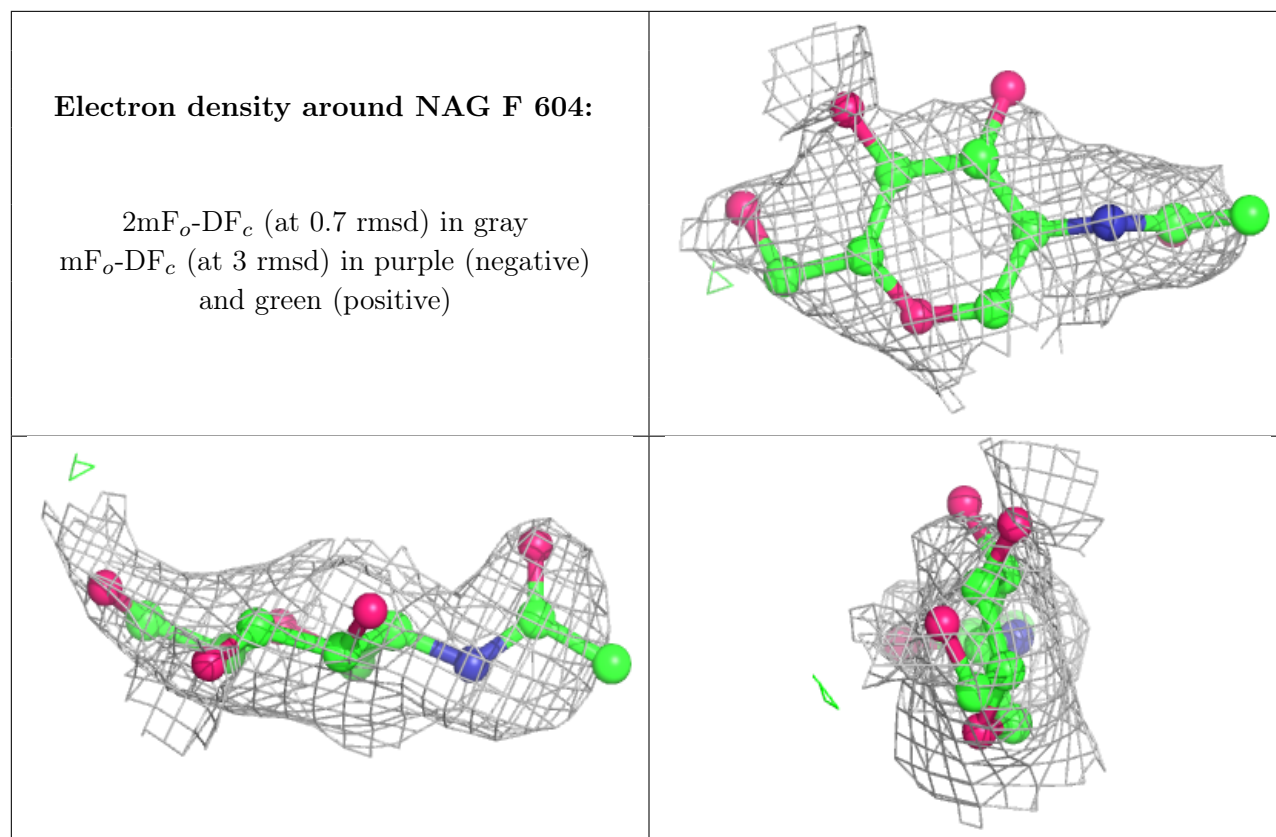 Electron density around NAG F 604:
2mFₒ-DF𝒸 (at 0.7 rmsd) in gray
mFₒ-DF𝒸 (at 3 rmsd) in purple (negative)
and green (positive)